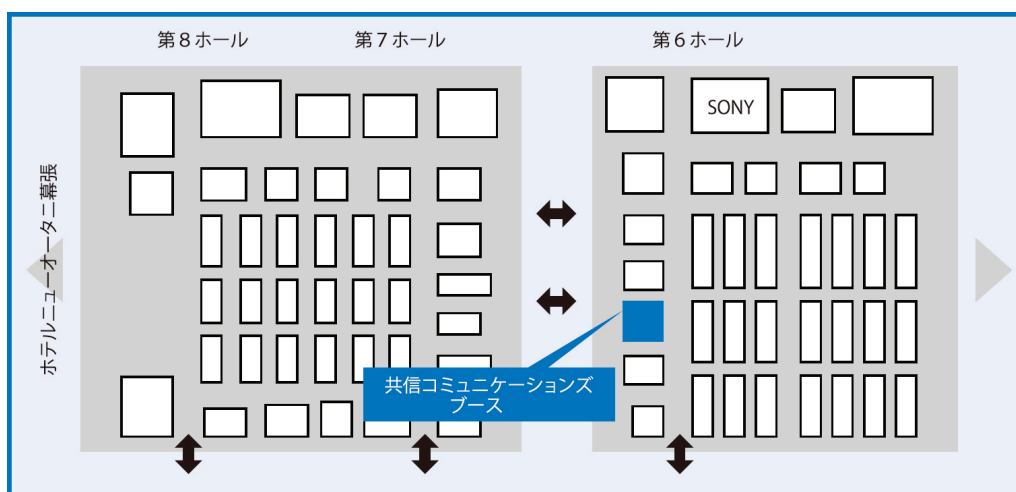 第8ホール
第7ホール
第6ホール
SONY
ホテルニューオータニ幕張
共信コミュニケーションズ
ブース